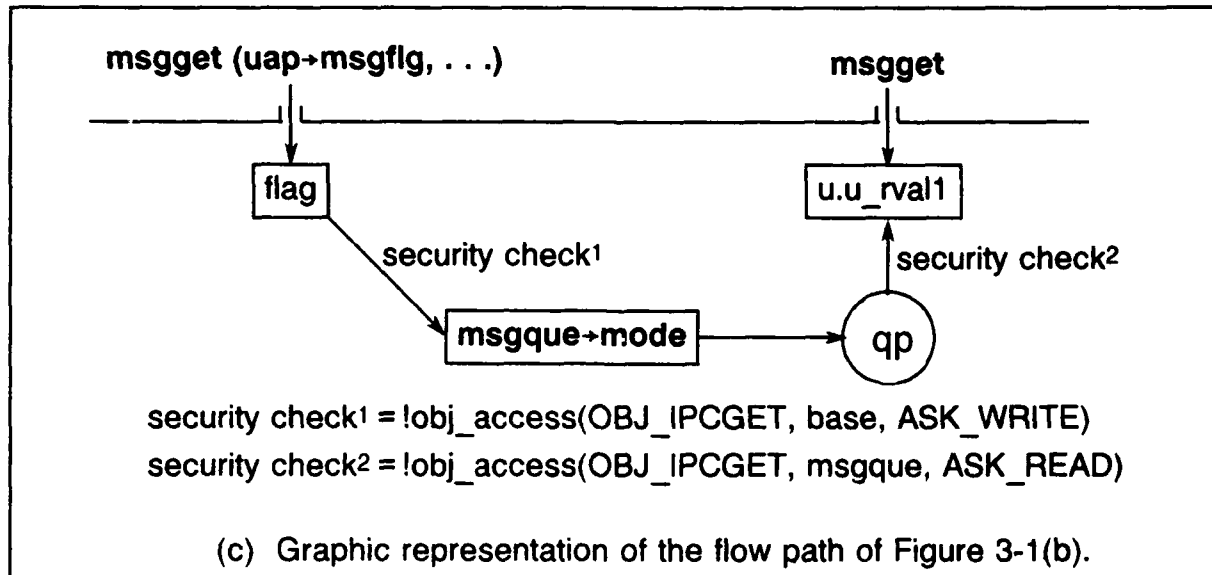 msgget (uap→msgflg, . . .)
msgget
flag
u.u_rval1
security check1
security check2
msgque→mode
qp
security check1 = !obj_access(OBJ_IPCGET, base, ASK_WRITE)
security check2 = !obj_access(OBJ_IPCGET, msgque, ASK_READ)
(c) Graphic representation of the flow path of Figure 3-1(b).